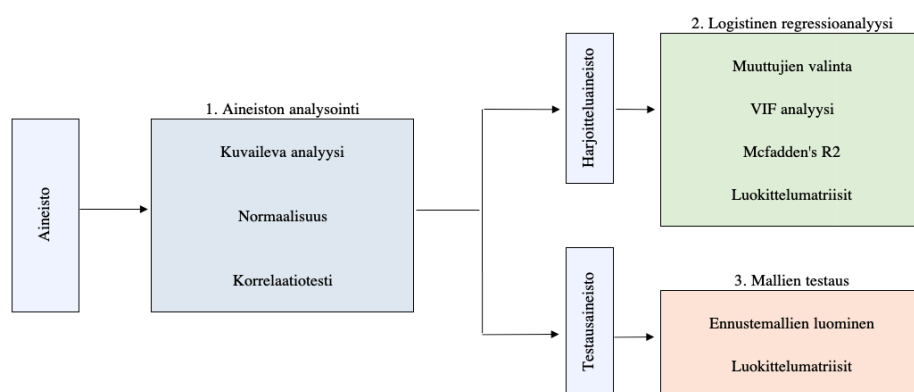 Aineisto
1. Aineiston analysointi
Kuvaileva analyysi
Normaalisuus
Korrelaatiotesti
Harjoitteluaineisto
2. Logistinen regressioanalyysi
Muuttujien valinta
VIF analyysi
Mcfadden's R2
Luokittelumatriisit
Testausaineisto
3. Mallien testaus
Ennustemallien luominen
Luokittelumatriisit